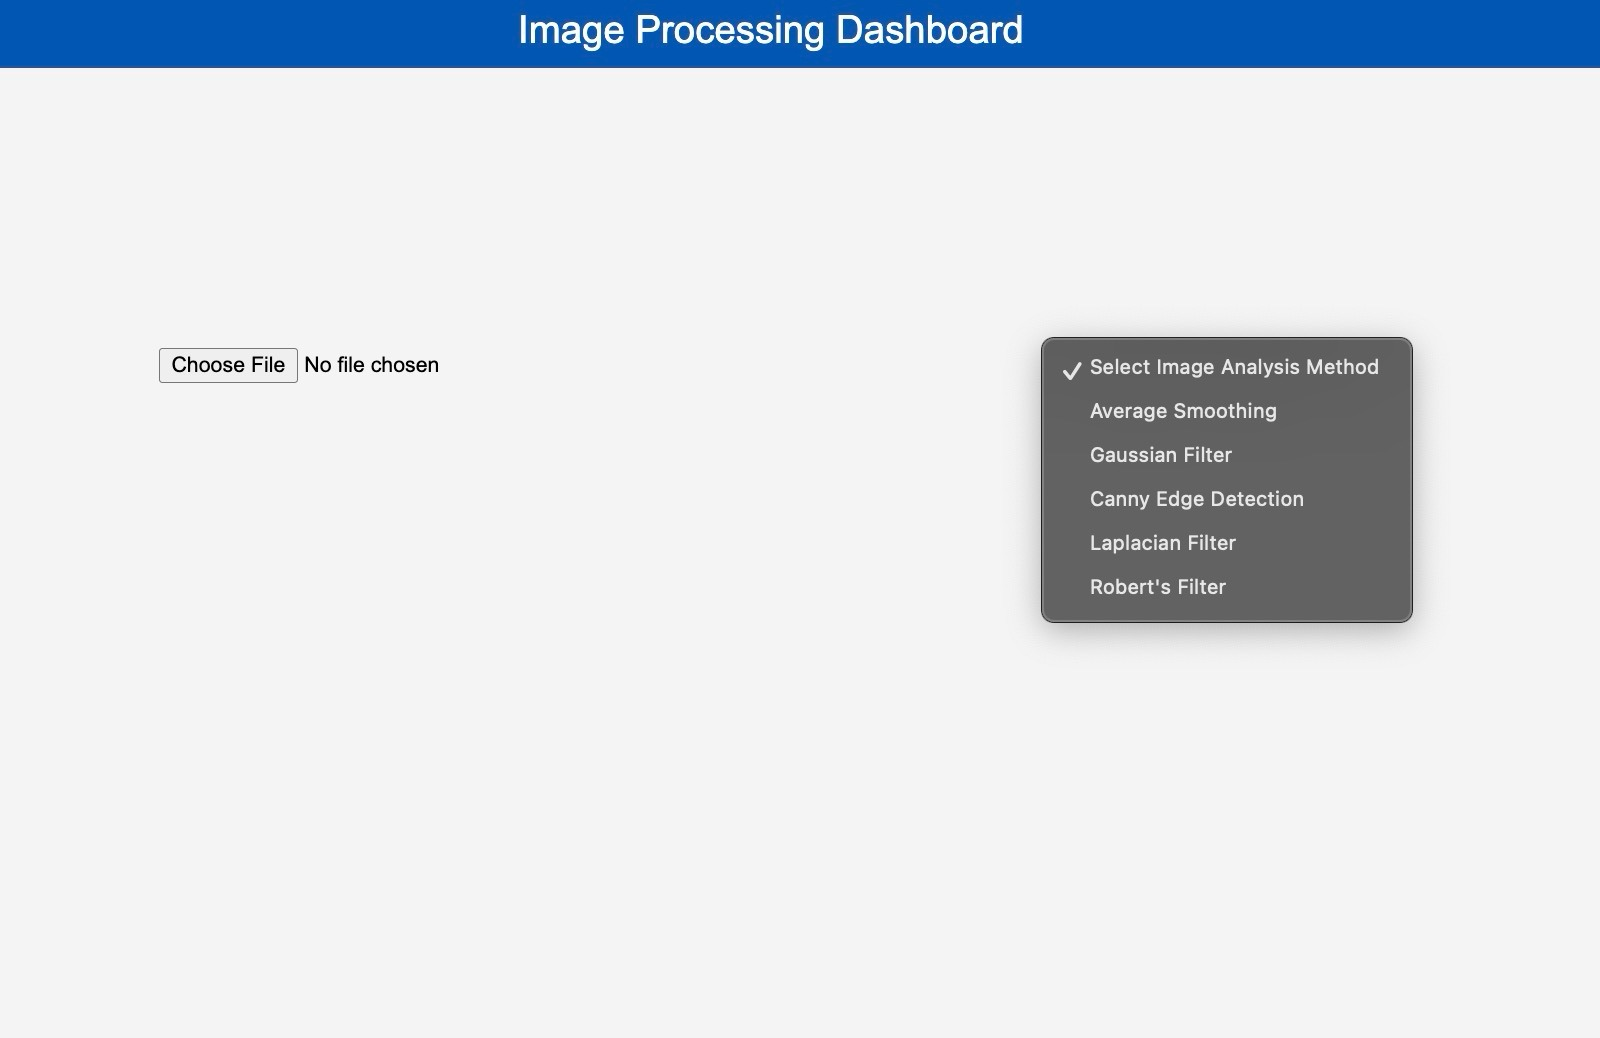 Image Processing Dashboard
Choose File No file chosen
Select Image Analysis Method
Average Smoothing
Gaussian Filter
Canny Edge Detection
Laplacian Filter
Robert's Filter